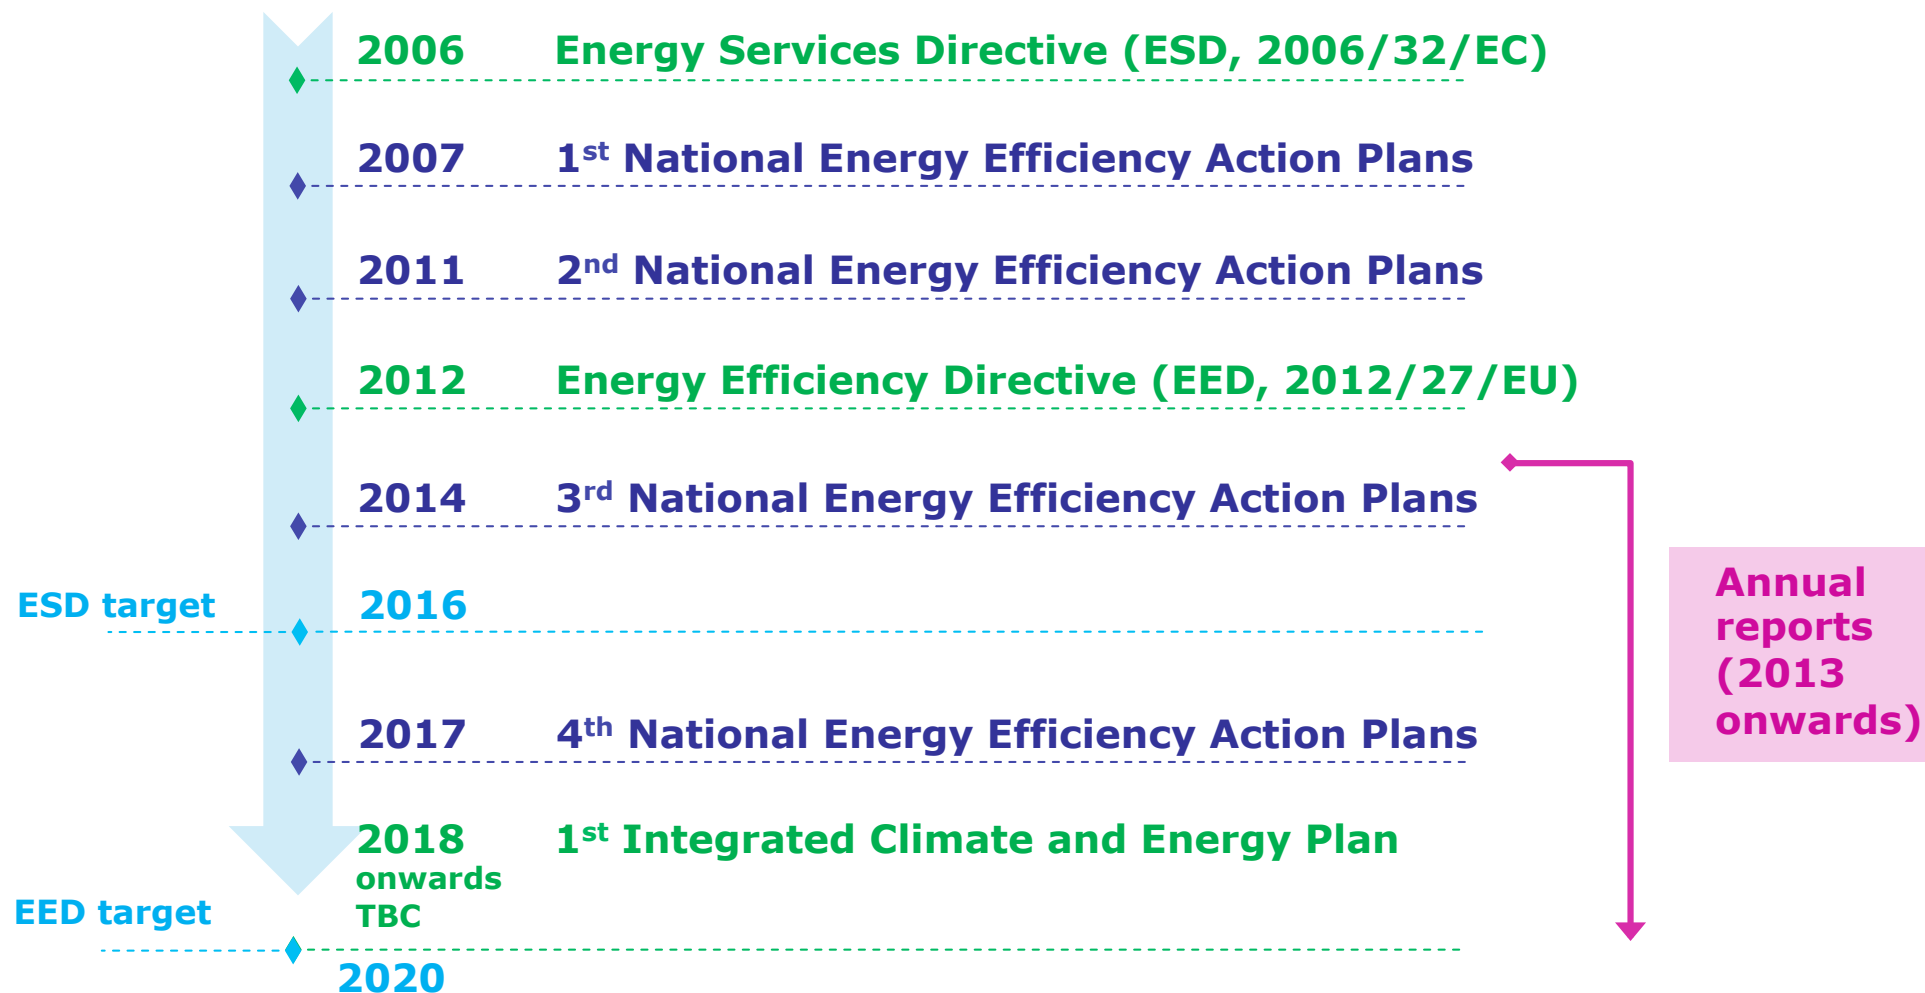 2006 Energy Services Directive (ESD, 2006/32/EC)
2007 1st National Energy Efficiency Action Plans
2011 2nd National Energy Efficiency Action Plans
2012 Energy Efficiency Directive (EED, 2012/27/EU)
2014 3rd National Energy Efficiency Action Plans
ESD target 2016
2017 4th National Energy Efficiency Action Plans
2018 1st Integrated Climate and Energy Plan
onwards
TBC
EED target
2020
Annual
reports
(2013
onwards)